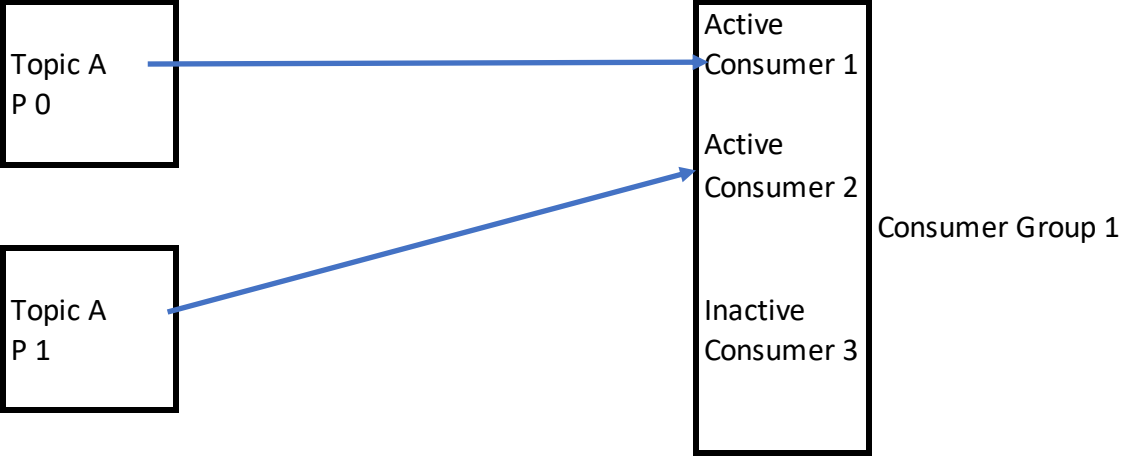 Topic A
P 0
Topic A
P 1
Active
Consumer 1
Active
Consumer 2
Inactive
Consumer 3
Consumer Group 1